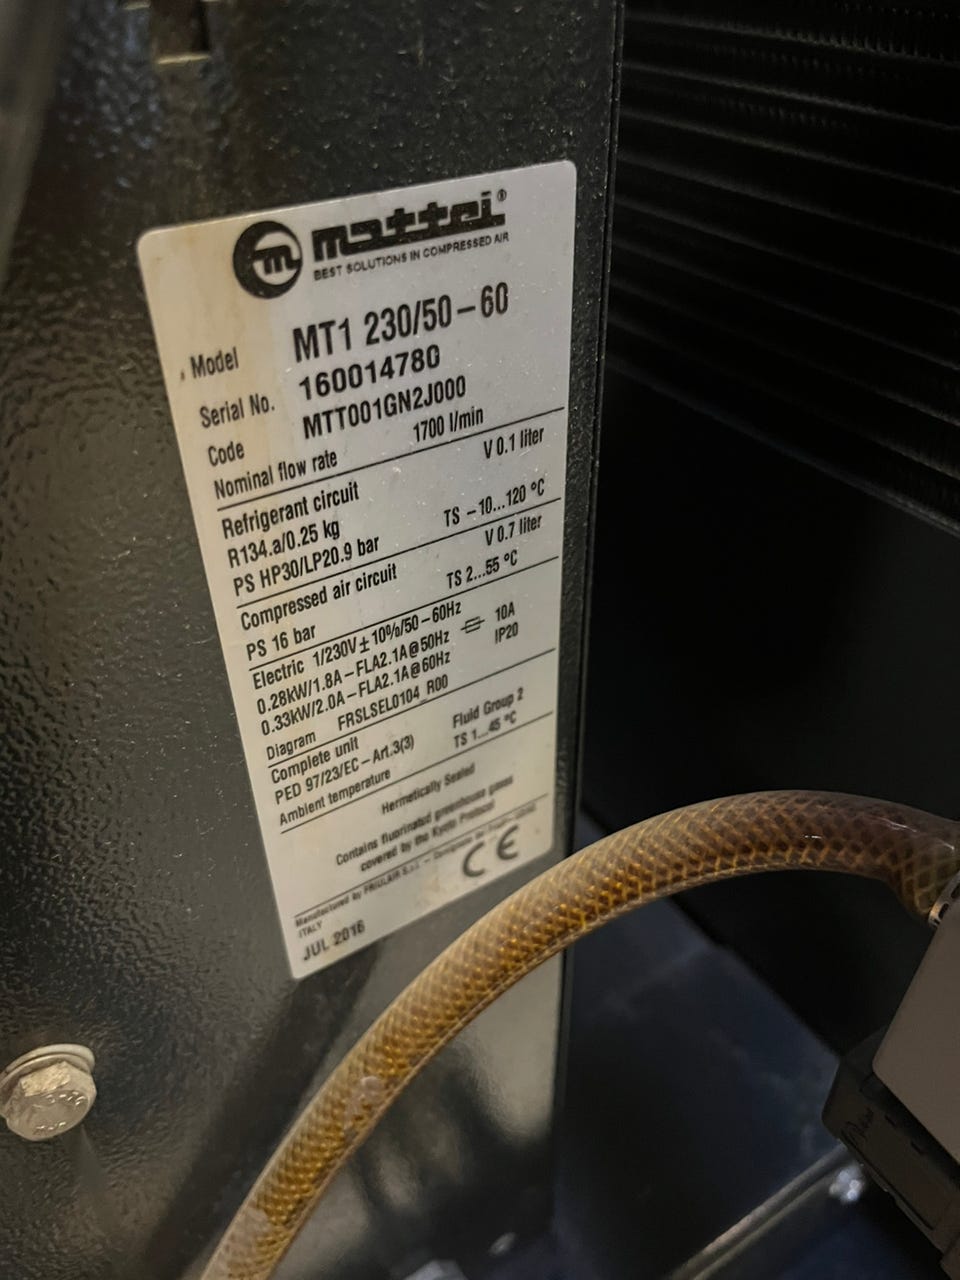 m mattei®
BEST SOLUTIONS IN COMPRESSED AIR
Model MT1 230/50-60
Serial No. 160014780
Code MTT001GN2J000
Nominal flow rate 1700 l/min
Refrigerant circuit V 0.1 liter
R134.a/0.25 kg
PS HP30/LP20.9 bar TS -10...120 °C
Compressed air circuit V 0.7 liter
PS 16 bar TS 2...55 °C
Electric 1/230V±10%/50-60Hz 10A
0.28kW/1.8A-FLA2.1A@50Hz IP20
0.33kW/2.0A-FLA2.1A@60Hz
Diagram FRSLSEL0104_R00
Complete unit Fluid Group 2
PED 97/23/EC-Art.3(3)
Ambient temperature TS 1...45 °C
Hermetically Sealed
Contains fluorinated greenhouse gases
covered by the Kyoto Protocol
Manufactured by FRIULAIR S.r.l.
ITALY
CE
JUL 2016